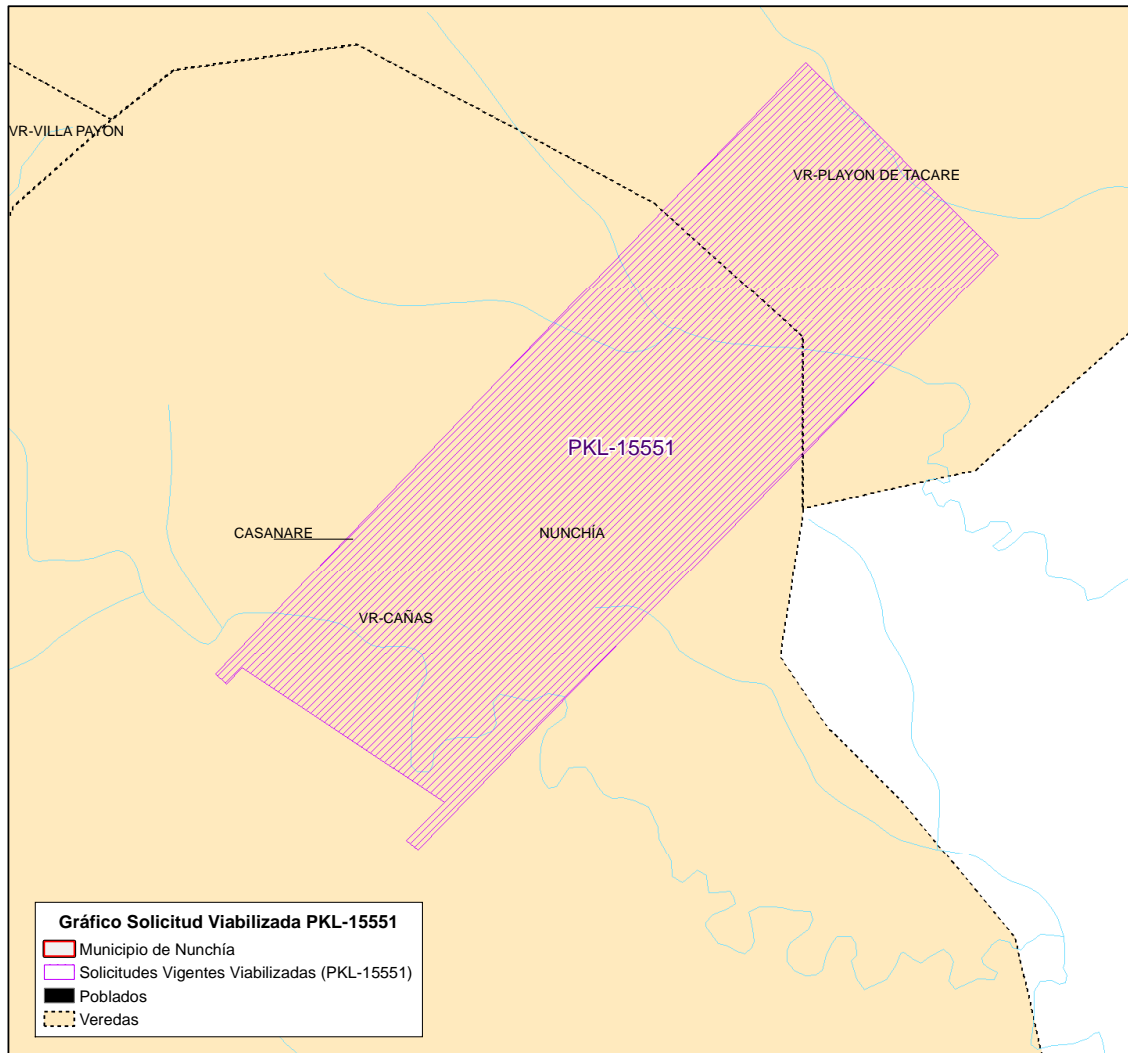 VR-VILLA PAYON
VR-PLAYON DE TACARE
PKL-15551
CASANARE
NUNCHÍA
VR-CAÑAS
Gráfico Solicitud Viabilizada PKL-15551
Municipio de Nunchía
Solicitudes Vigentes Viabilizadas (PKL-15551)
Poblados
Veredas